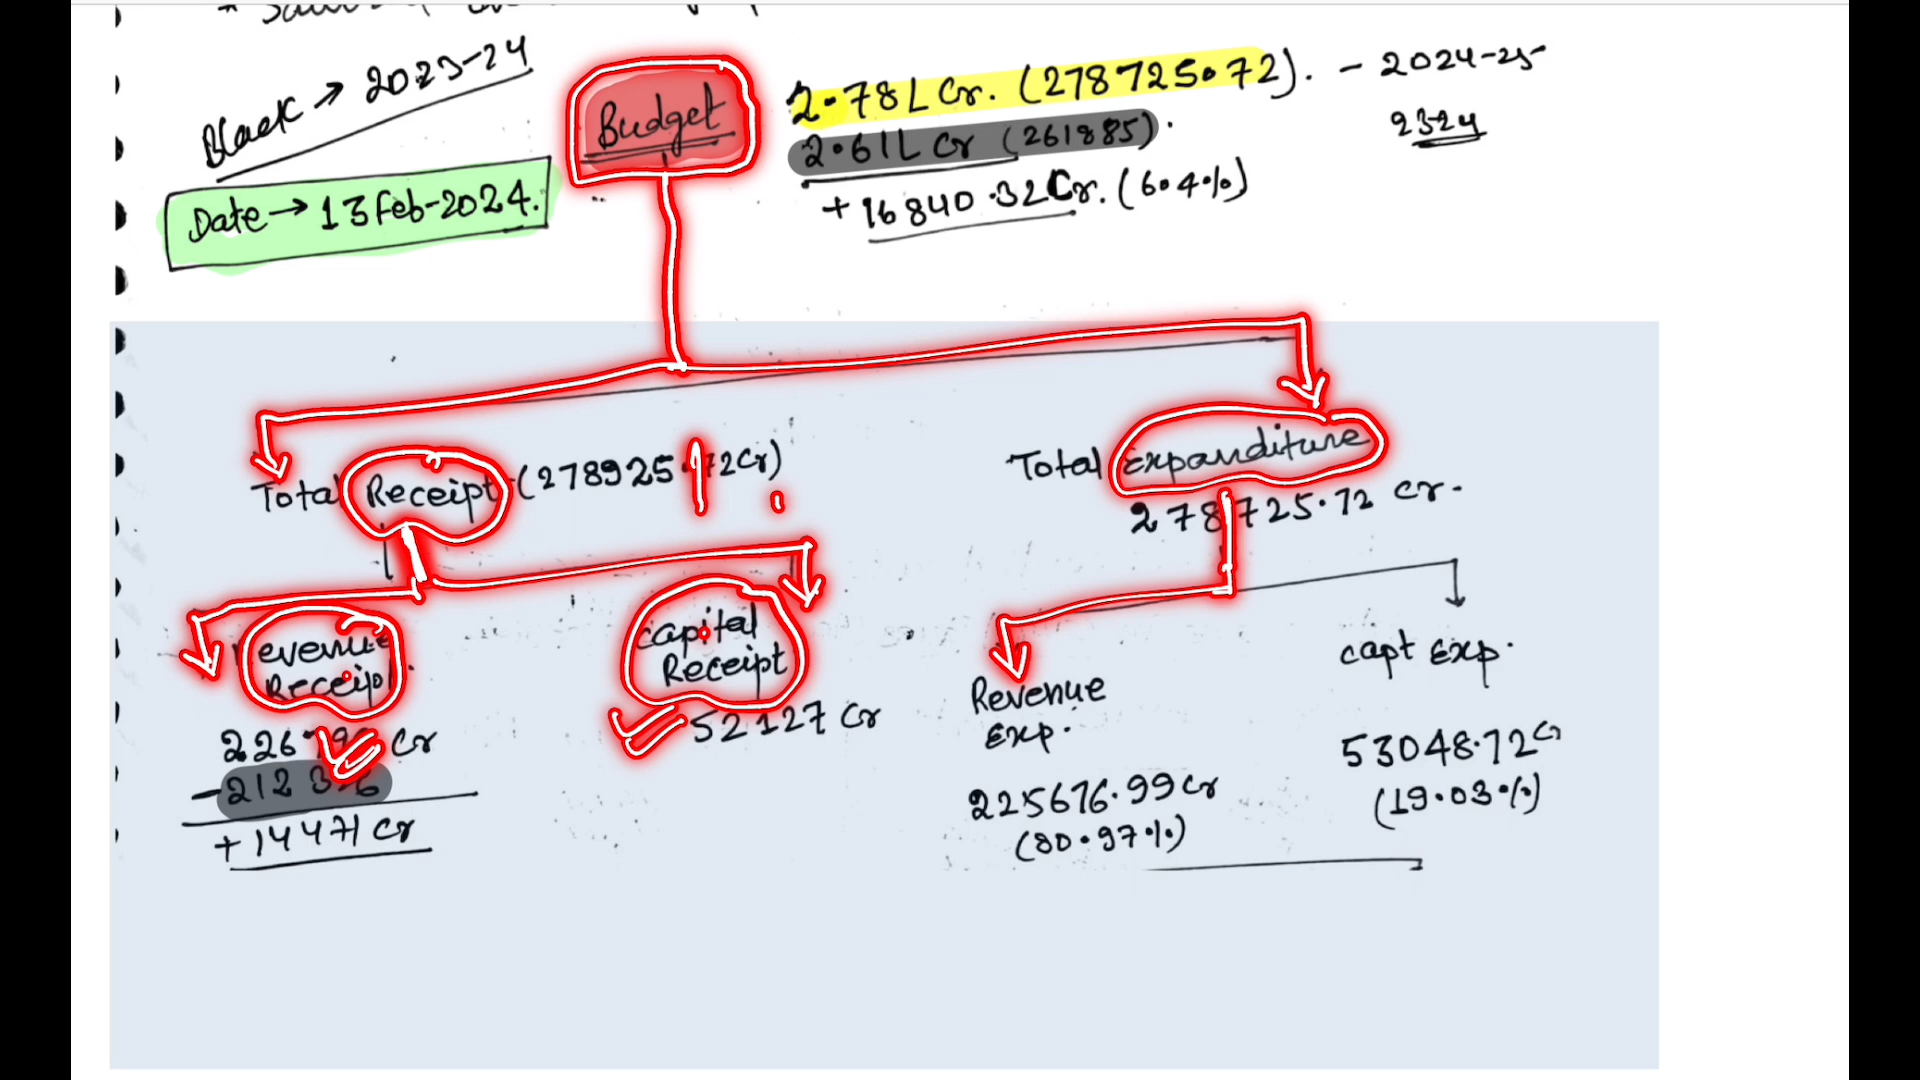 Black → 2023-24
Date → 13 Feb-2024.
Budget
2.78 L Cr. (278725.72). - 2024-25
2.61 L Cr (261885).
2324
+ 16840.32 Cr. (6.4%)
Total Receipt (278925.72 Cr)
Total Expanditure
278725.72 Cr.
Revenue
Receipt
Capital
Receipt
52127 Cr
+14471 Cr
Revenue
Exp.
225676.99 Cr
(80.97%)
Capt Exp.
53048.72 Cr
(19.03%)